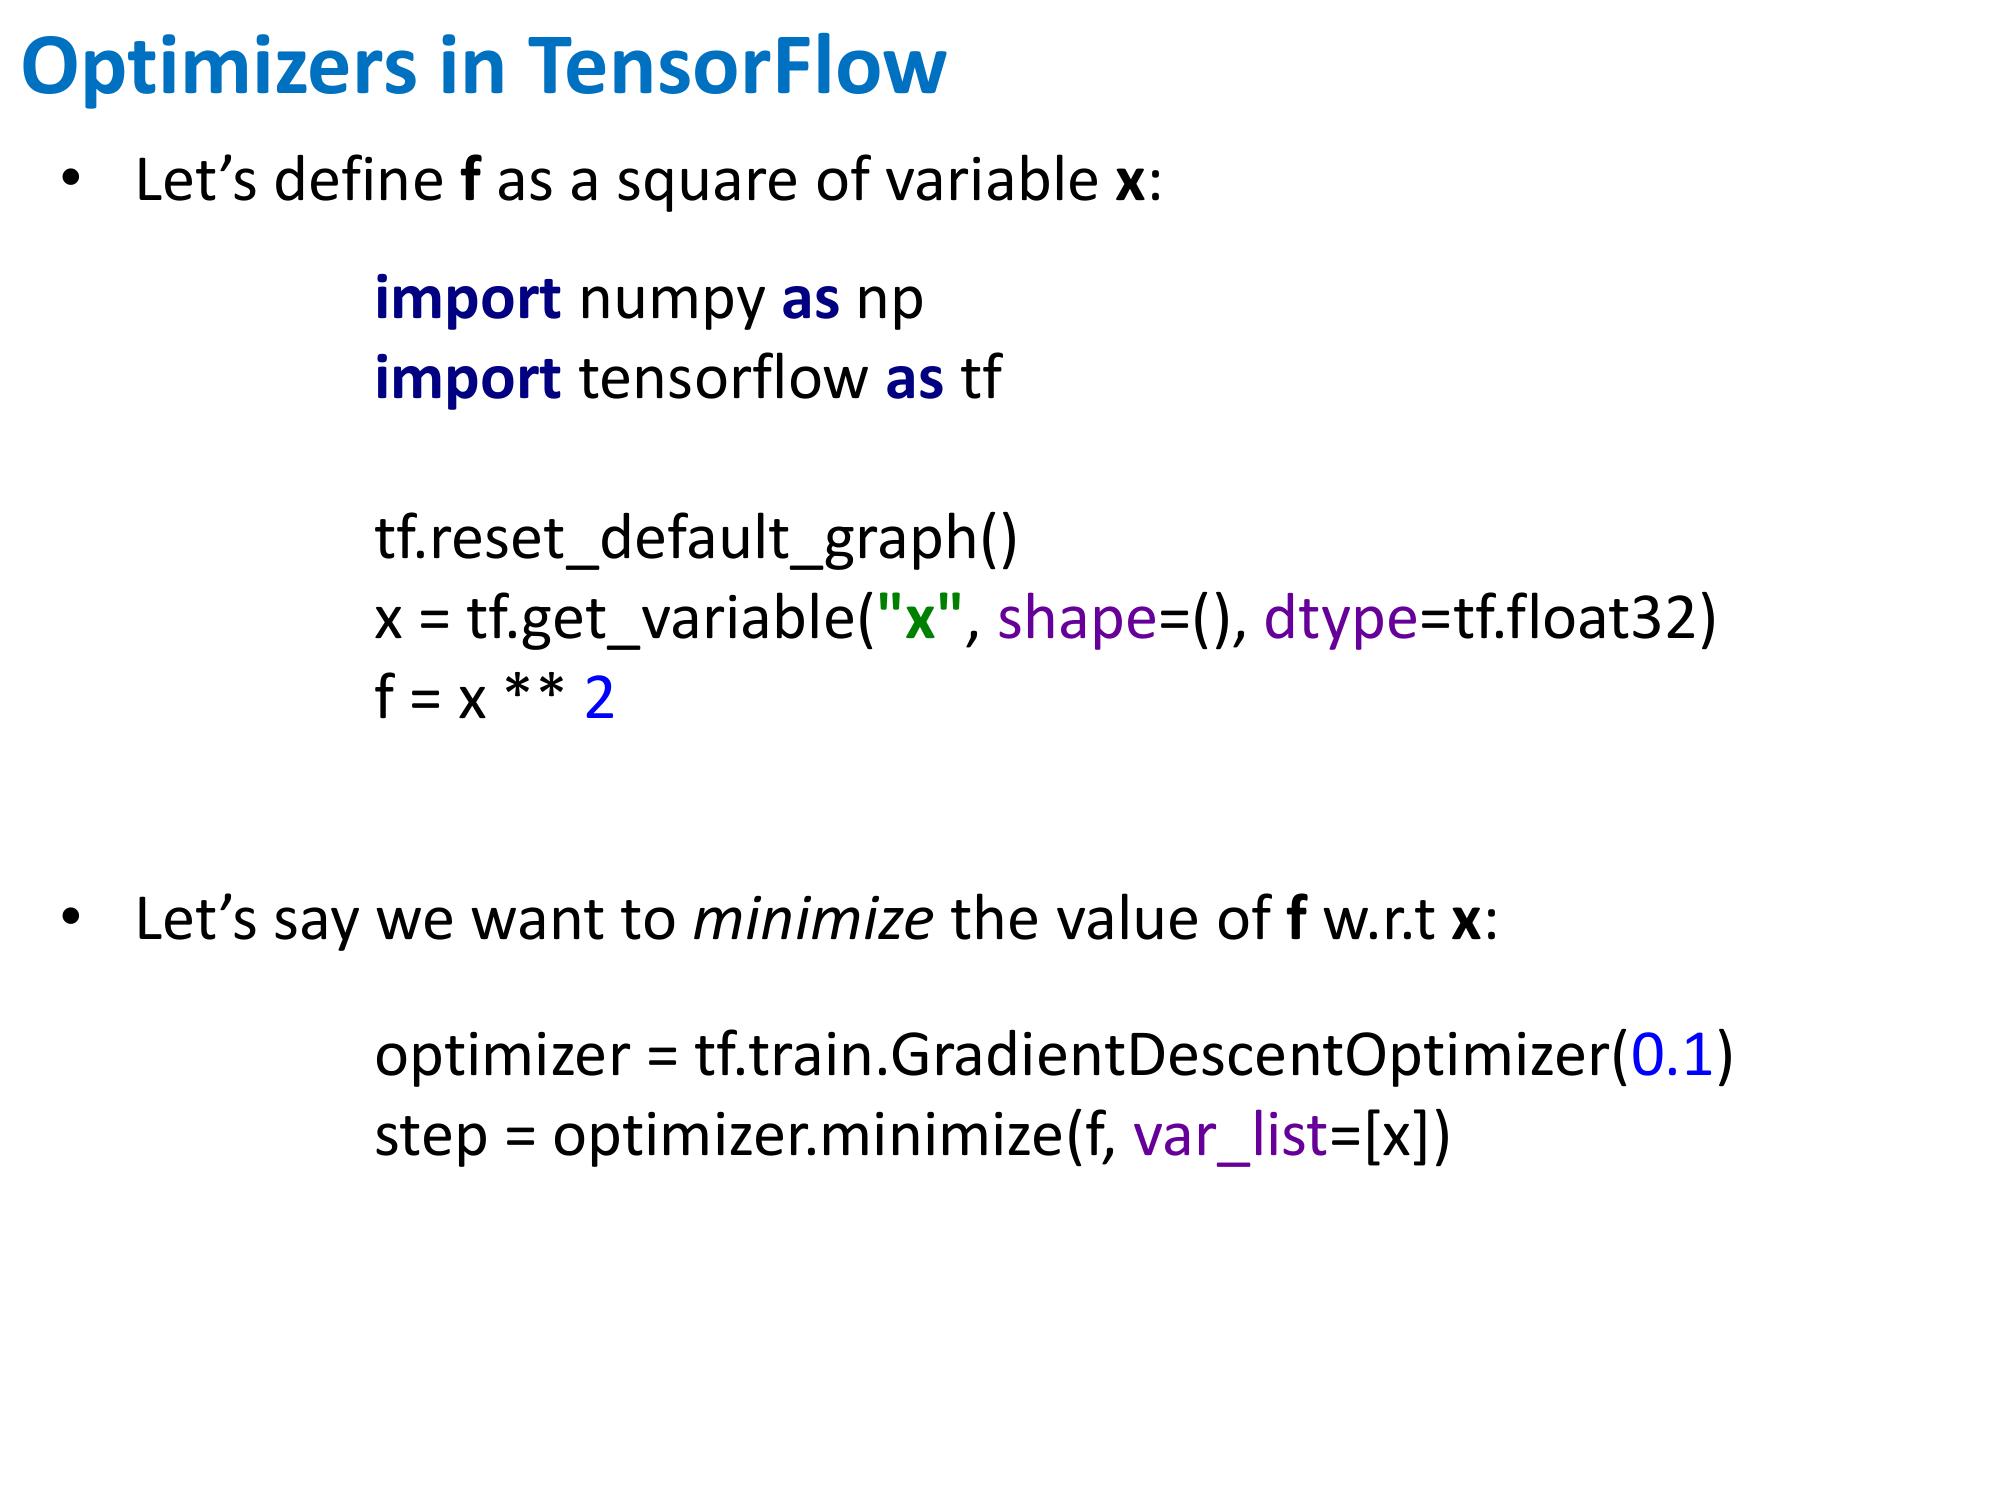 Optimizers in TensorFlow
• Let’s define f as a square of variable x:
import numpy as np
import tensorflow as tf
tf.reset_default_graph()
x = tf.get_variable("x", shape=(), dtype=tf.float32)
f = x ** 2
• Let’s say we want to minimize the value of f w.r.t x:
optimizer = tf.train.GradientDescentOptimizer(0.1)
step = optimizer.minimize(f, var_list=[x])